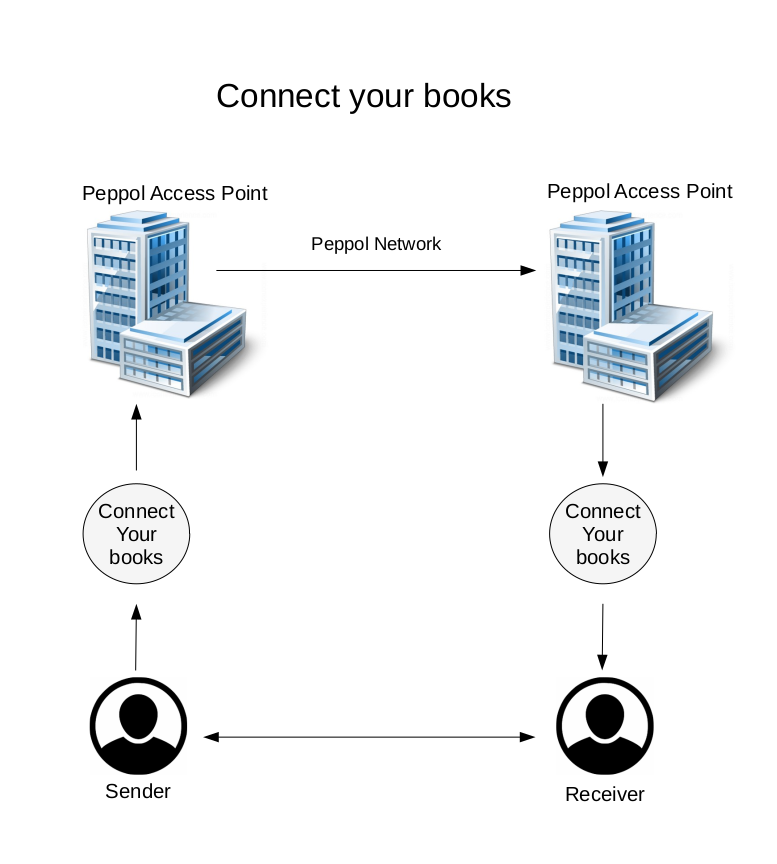 Connect your books
Peppol Access Point
Peppol Access Point
Peppol Network
Connect
Your
books
Connect
Your
books
Sender
Receiver